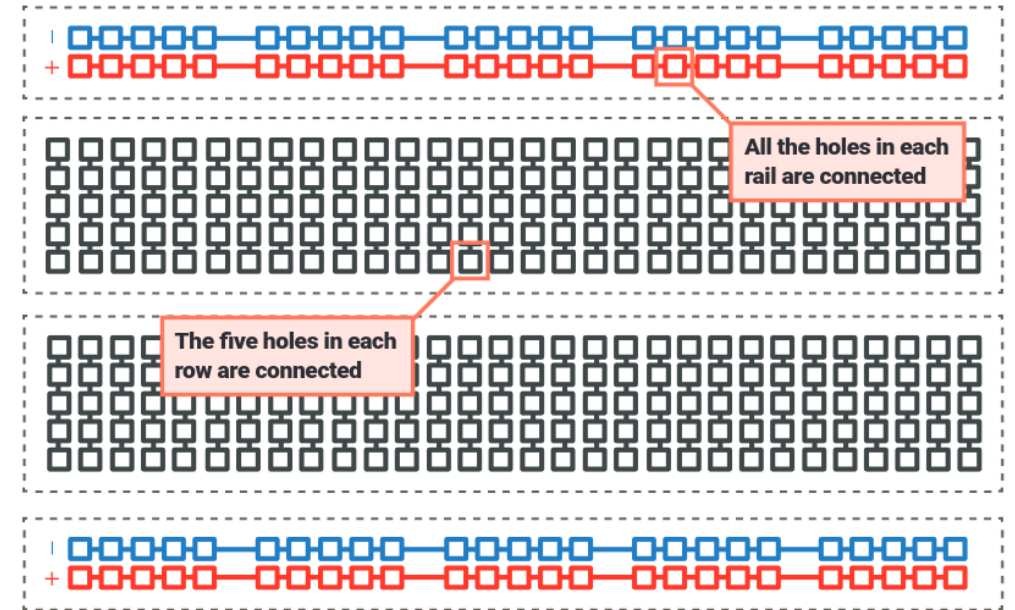 -
+
All the holes in each
rail are connected
The five holes in each
row are connected
-
+